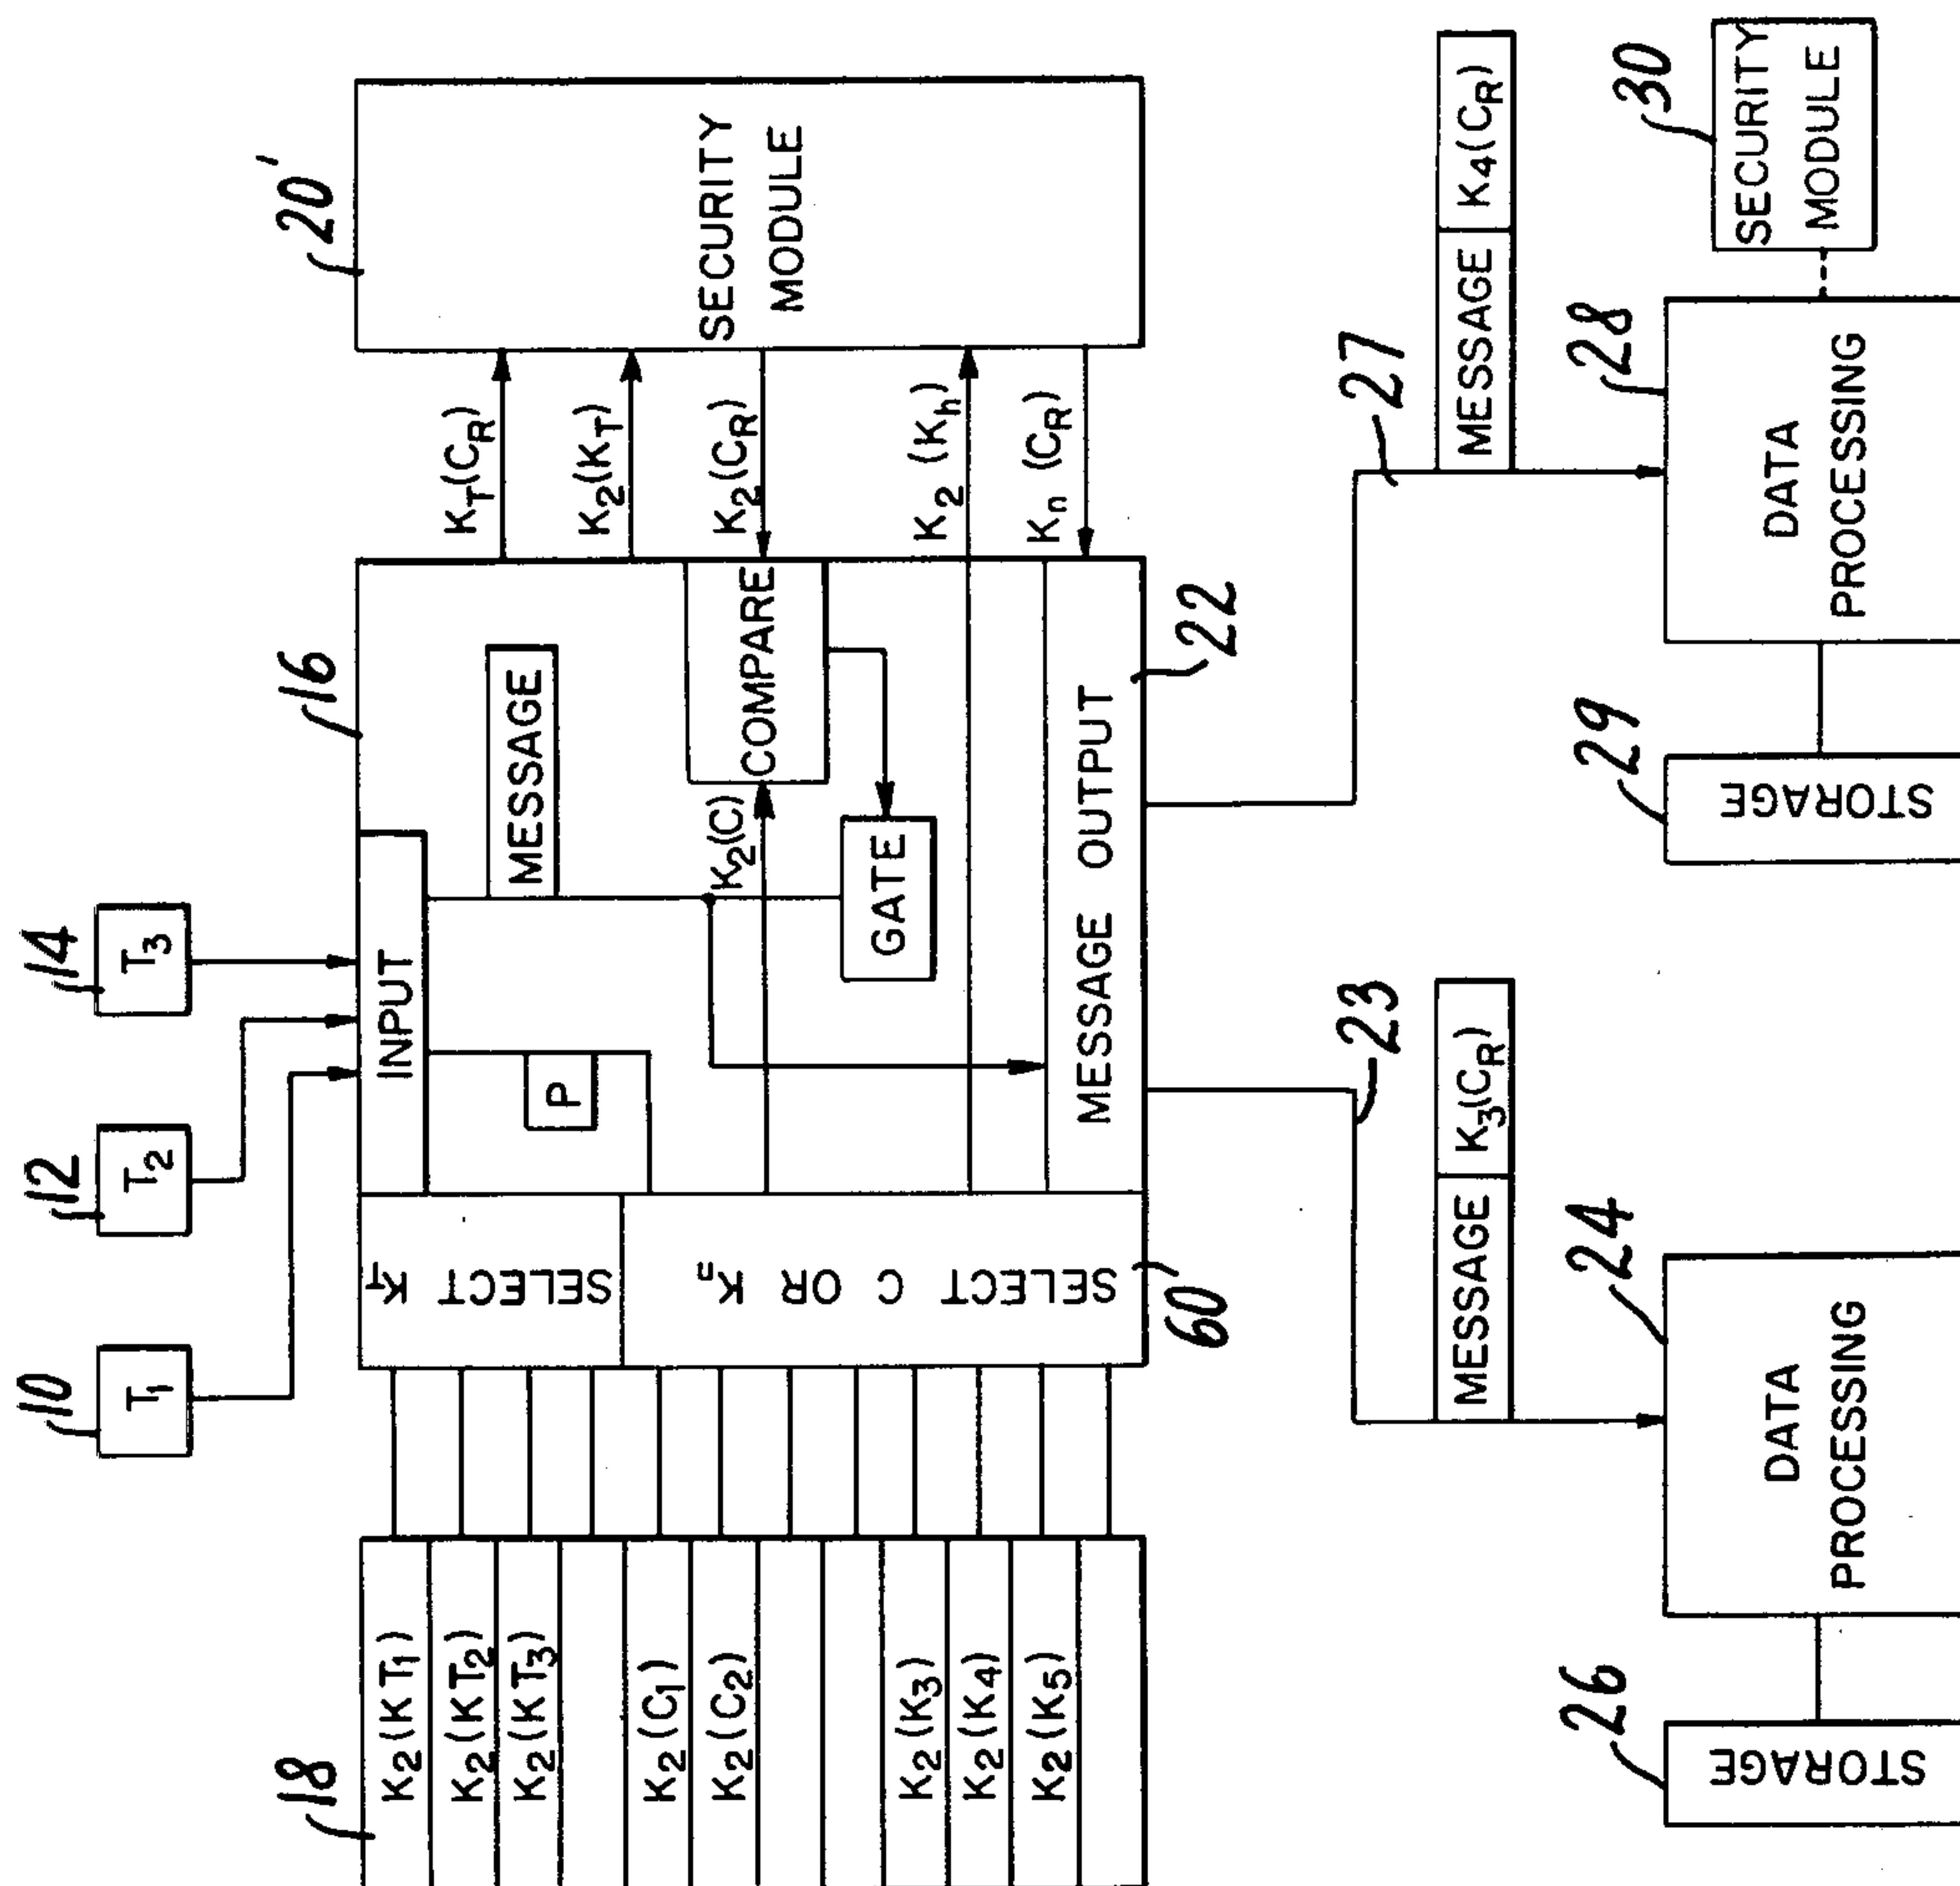 10
T1
12
T2
14
T3
18
K2(KT1)
K2(KT2)
K2(KT3)
K2(C1)
K2(C2)
K2(K3)
K2(K4)
K2(K5)
SELECT KT
SELECT C OR Kn
60
16
INPUT
P
MESSAGE
K2(C)
COMPARE
GATE
MESSAGE OUTPUT
22
KT(CR)
K2(KT)
K2(CR)
K2 (Kh)
Kn (CR)
20'
SECURITY
MODULE
23
MESSAGE K3(CR)
27
MESSAGE K4(CR)
26
STORAGE
24
DATA
PROCESSING
29
STORAGE
28
DATA
PROCESSING
30
SECURITY
MODULE